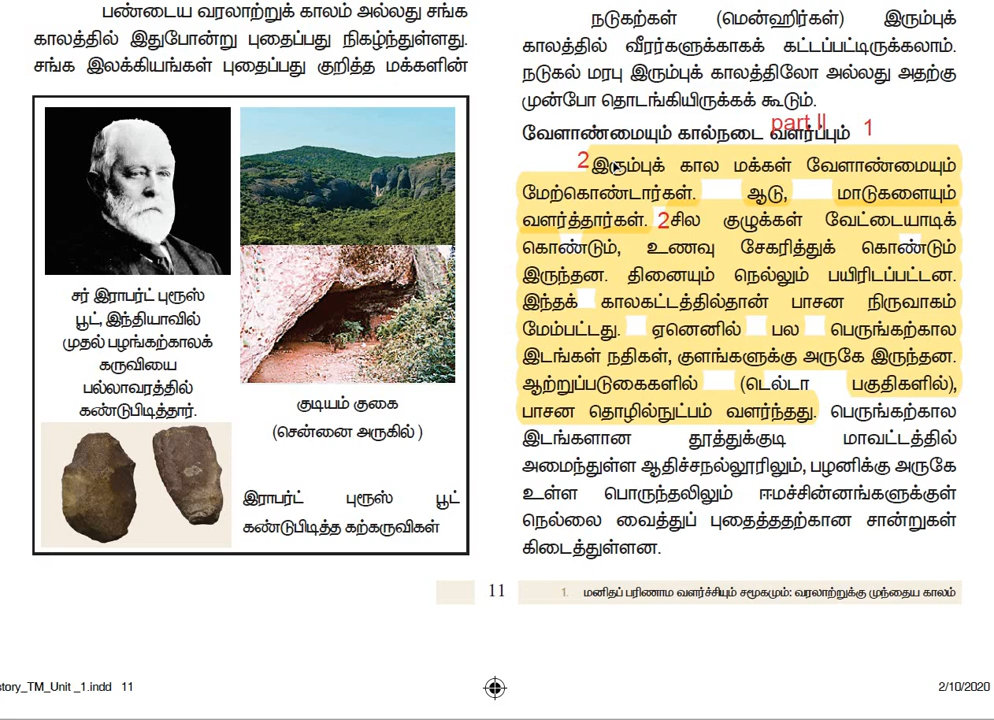 பண்டைய வரலாற்றுக் காலம் அல்லது சங்க
காலத்தில் இதுபோன்று புதைப்பது நிகழ்ந்துள்ளது.
சங்க இலக்கியங்கள் புதைப்பது குறித்த மக்களின்
சர் இராபர்ட் புரூஸ்
பூட், இந்தியாவில்
முதல் பழங்கற்காலக்
கருவியை
பல்லாவரத்தில்
கண்டுபிடித்தார்.
குடியம் குகை
(சென்னை அருகில் )
இராபர்ட் புரூஸ் பூட்
கண்டுபிடித்த கற்கருவிகள்
நடுகற்கள் (மென்ஹிர்கள்) இரும்புக்
காலத்தில் வீரர்களுக்காகக் கட்டப்பட்டிருக்கலாம்.
நடுகல் மரபு இரும்புக் காலத்திலோ அல்லது அதற்கு
முன்போ தொடங்கியிருக்கக் கூடும்.
part II
வேளாண்மையும் கால்நடை வளர்ப்பும் 1
2 இரும்புக் கால மக்கள் வேளாண்மையும்
மேற்கொண்டார்கள். ஆடு, மாடுகளையும்
வளர்த்தார்கள். 2 சில குழுக்கள் வேட்டையாடிக்
கொண்டும், உணவு சேகரித்துக் கொண்டும்
இருந்தன. தினையும் நெல்லும் பயிரிடப்பட்டன.
இந்தக் காலகட்டத்தில்தான் பாசன நிருவாகம்
மேம்பட்டது. ஏனெனில் பல பெருங்கற்கால
இடங்கள் நதிகள், குளங்களுக்கு அருகே இருந்தன.
ஆற்றுப்படுகைகளில் (டெல்டா பகுதிகளில்),
பாசன தொழில்நுட்பம் வளர்ந்தது. பெருங்கற்கால
இடங்களான தூத்துக்குடி மாவட்டத்தில்
அமைந்துள்ள ஆதிச்சநல்லூரிலும், பழனிக்கு அருகே
உள்ள பொருந்தலிலும் ஈமச்சின்னங்களுக்குள்
நெல்லை வைத்துப் புதைத்ததற்கான சான்றுகள்
கிடைத்துள்ளன.
11 1. மனிதப் பரிணாம வளர்ச்சியும் சமூகமும்: வரலாற்றுக்கு முந்தைய காலம்
story_TM_Unit _1.indd 11 2/10/2020